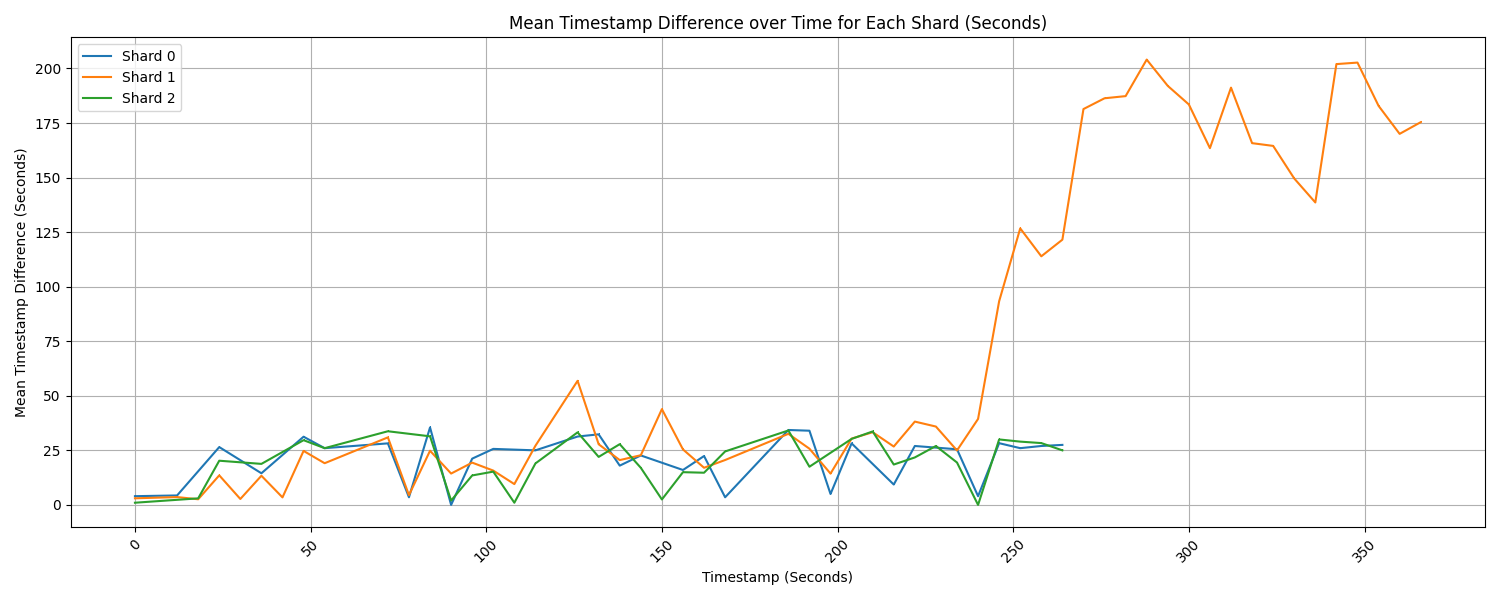 Mean Timestamp Difference over Time for Each Shard (Seconds)
Shard 0
Shard 1
Shard 2
Mean Timestamp Difference (Seconds)
200
175
150
125
100
75
50
25
0
0
50
100
150
200
250
300
350
Timestamp (Seconds)